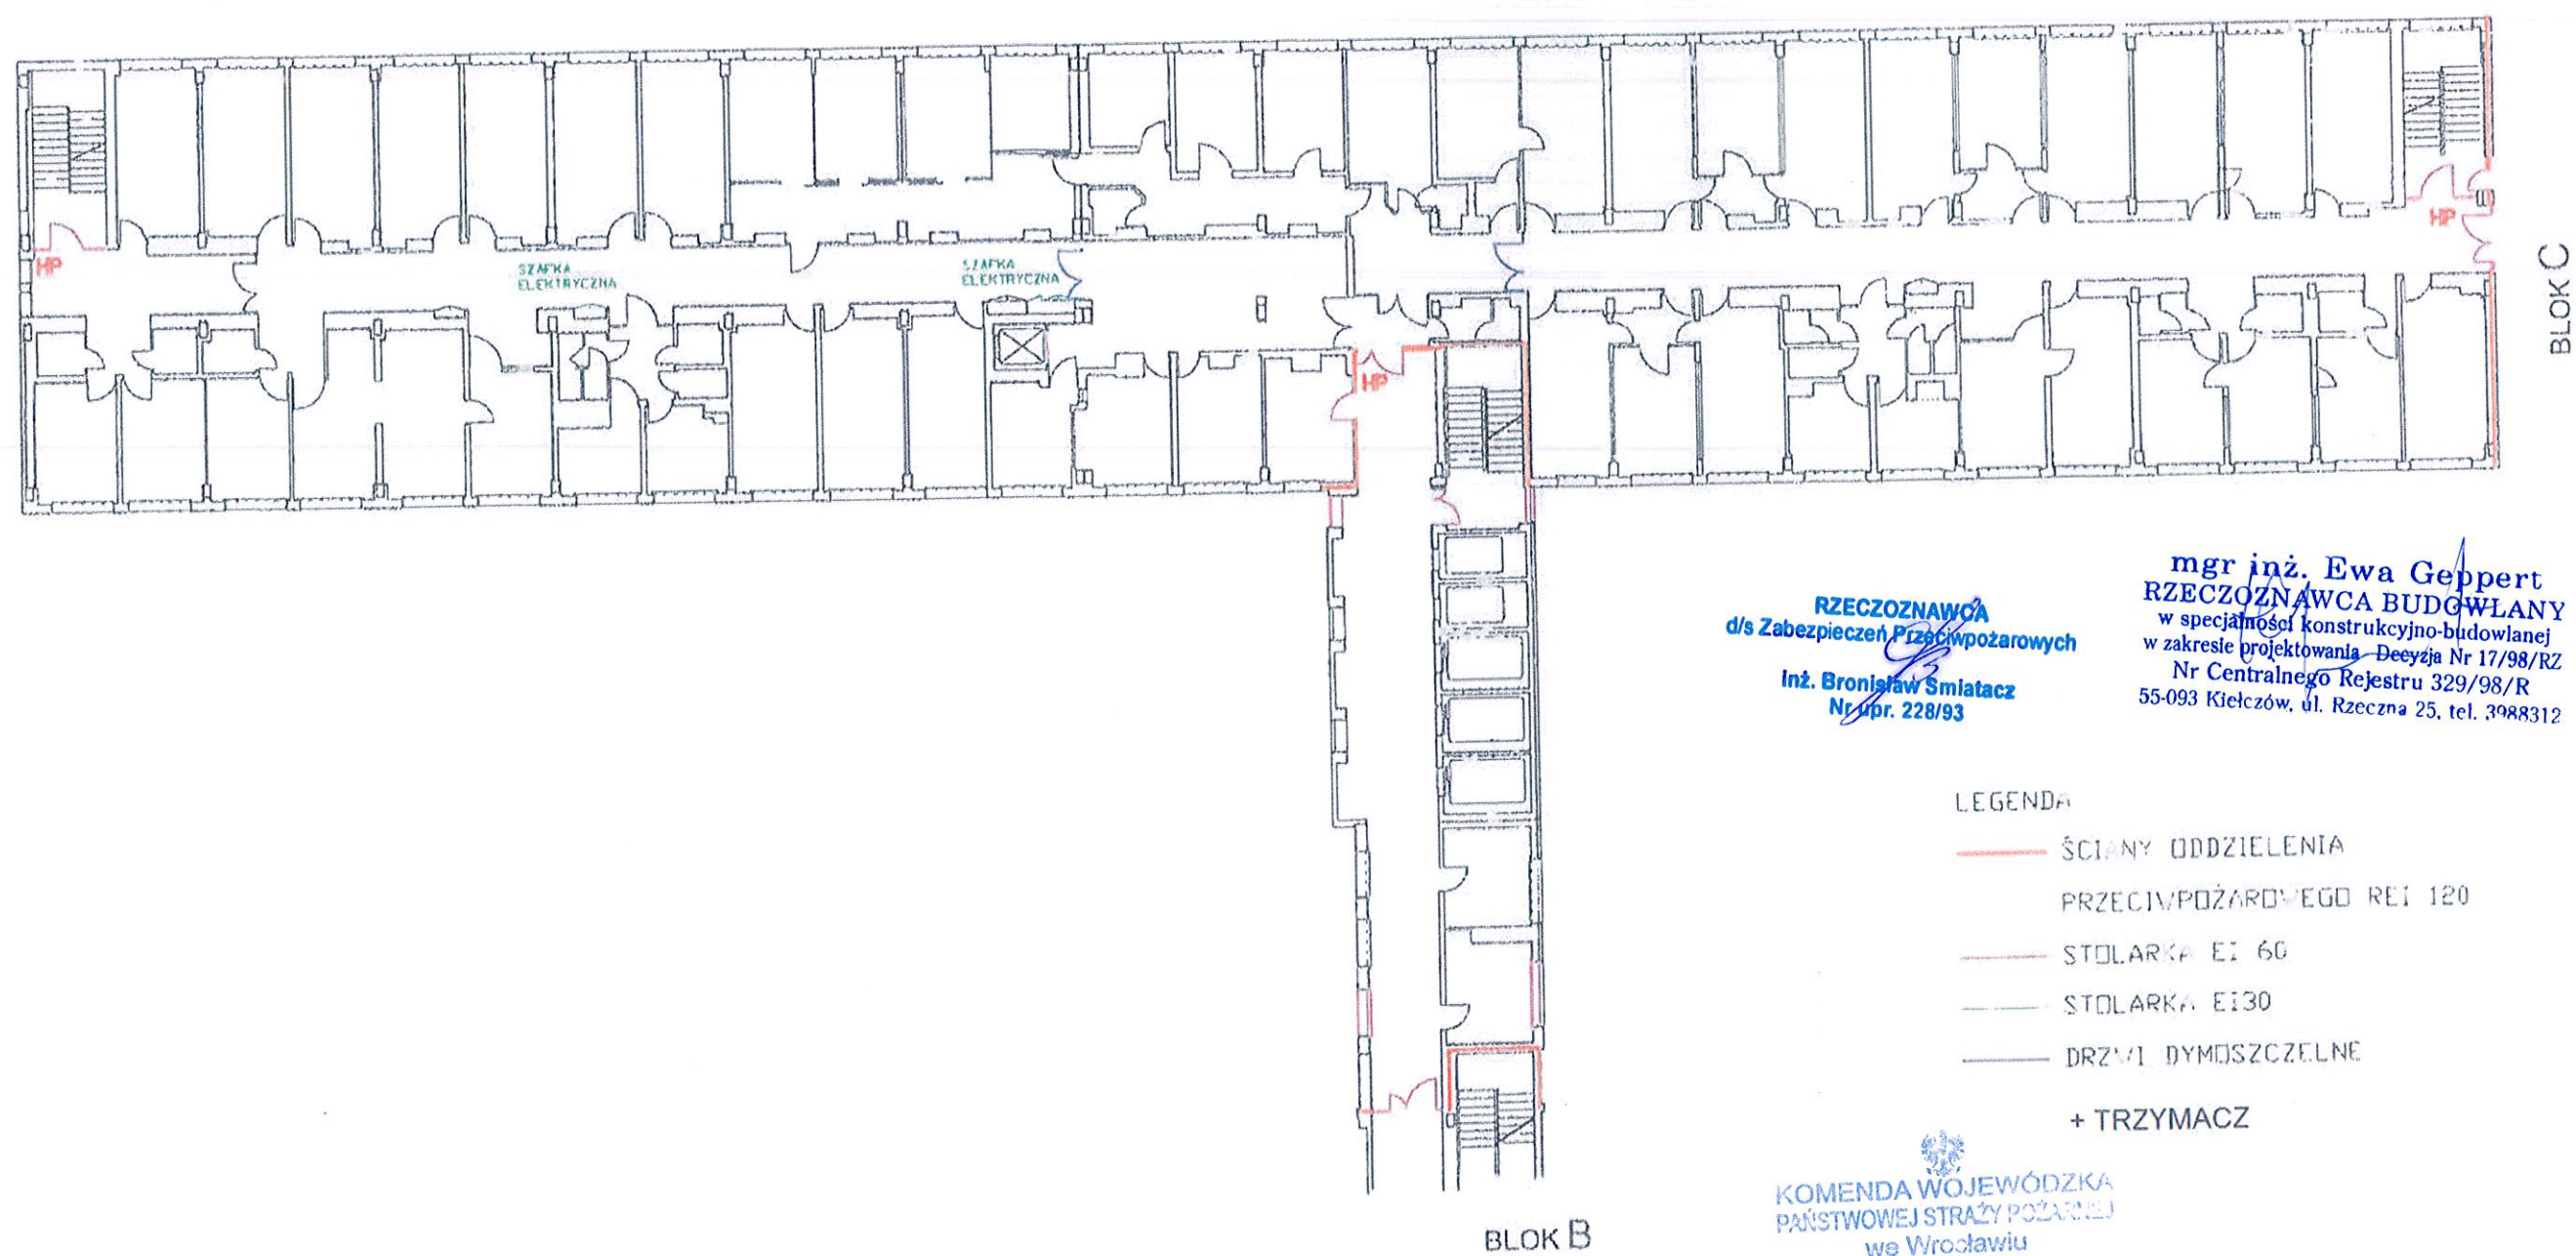 HP
BLOK C
HP
SZAFKA
ELEKTRYCZNA
SZAFKA
ELEKTRYCZNA
HP
mgr inż. Ewa Geppert
RZECZOZNAWCA BUDOWLANY
w specjalności konstrukcyjno-budowlanej
w zakresie projektowania Decyzja Nr 17/98/RZ
Nr Centralnego Rejestru 329/98/R
55-093 Kiełczów, ul. Rzeczna 25, tel. 3988312
RZECZOZNAWCA
d/s Zabezpieczeń Przeciwpożarowych
inż. Bronisław Smiatacz
Nr upr. 228/93
LEGENDA
ŚCIANY ODDZIELENIA
PRZECIWPOŻAROWEGO REI 120
STOLARKA EI 60
STOLARKA EI30
DRZWI DYMOSZCZELNE
+ TRZYMACZ
KOMENDA WOJEWÓDZKA
PAŃSTWOWEJ STRAŻY POŻARNEJ
we Wrocławiu
BLOK B